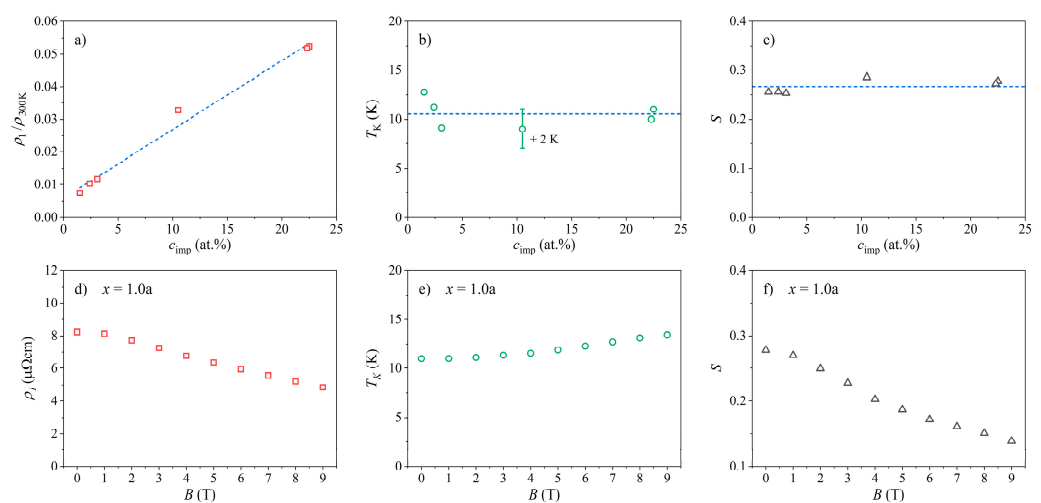 a)
ρ1/ρ300K
0.06
0.05
0.04
0.03
0.02
0.01
0.00
0 5 10 15 20 25
cimp (at.%)
b)
TK (K)
20
15
10
5
0
+ 2 K
0 5 10 15 20 25
cimp (at.%)
c)
S
0.4
0.3
0.2
0.1
0 5 10 15 20 25
cimp (at.%)
d) x = 1.0a
(μΩcm)
12
10
8
6
4
2
0
0 1 2 3 4 5 6 7 8 9
B (T)
e) x = 1.0a
TK (K)
20
15
10
5
0
0 1 2 3 4 5 6 7 8 9
B (T)
f) x = 1.0a
S
0.4
0.3
0.2
0.1
0 1 2 3 4 5 6 7 8 9
B (T)